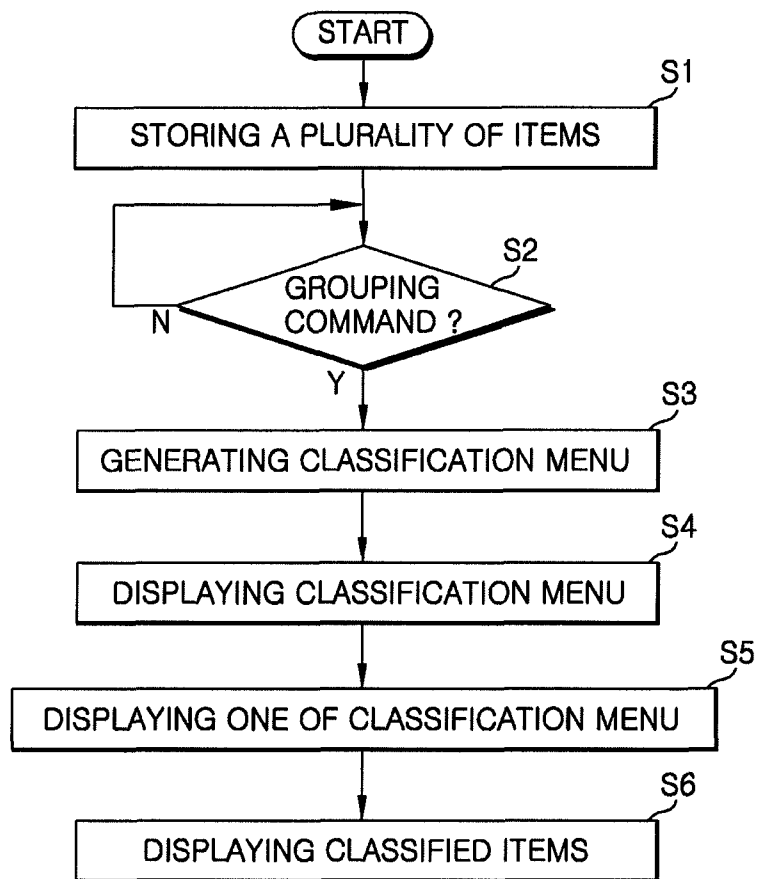 START
S1
STORING A PLURALITY OF ITEMS
S2
GROUPING
COMMAND ?
N
Y
S3
GENERATING CLASSIFICATION MENU
S4
DISPLAYING CLASSIFICATION MENU
S5
DISPLAYING ONE OF CLASSIFICATION MENU
S6
DISPLAYING CLASSIFIED ITEMS